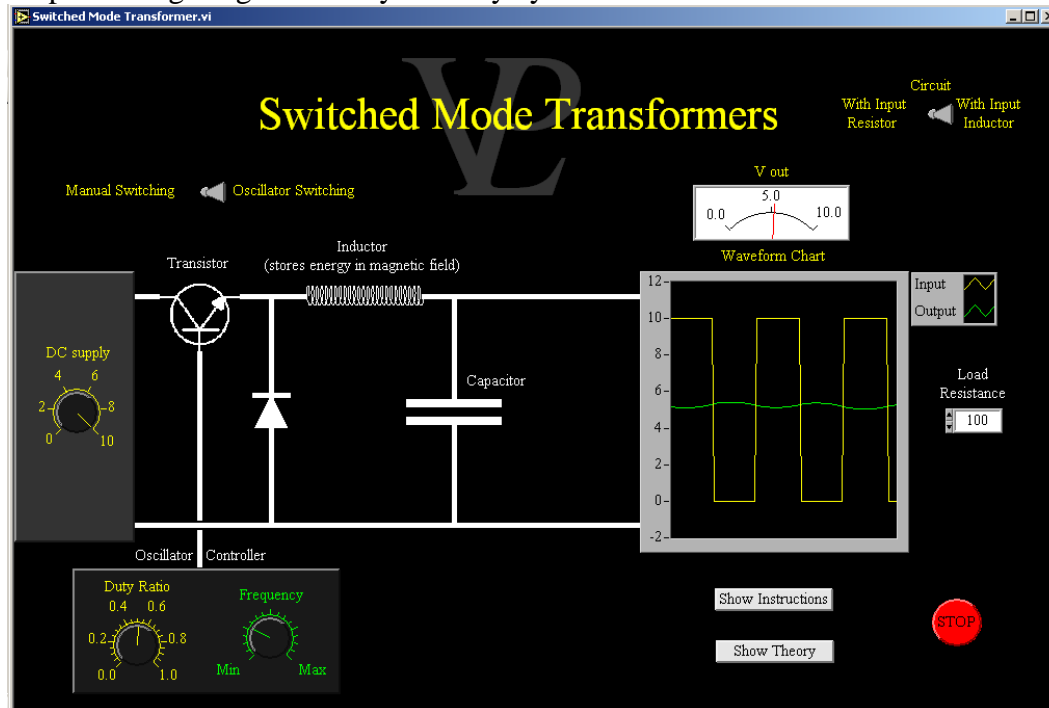 Switched Mode Transformer.vi
VPL
Switched Mode Transformers
Circuit
With Input Resistor
With Input Inductor
Manual Switching
Oscillator Switching
V out
0.0 5.0 10.0
Transistor
Inductor
(stores energy in magnetic field)
Waveform Chart
12
10
8
6
4
2
0
-2
Input
Output
DC supply
0 2 4 6 8 10
Capacitor
Load
Resistance
100
Oscillator Controller
Duty Ratio
0.0 0.2 0.4 0.6 0.8 1.0
Frequency
Min Max
Show Instructions
Show Theory
STOP